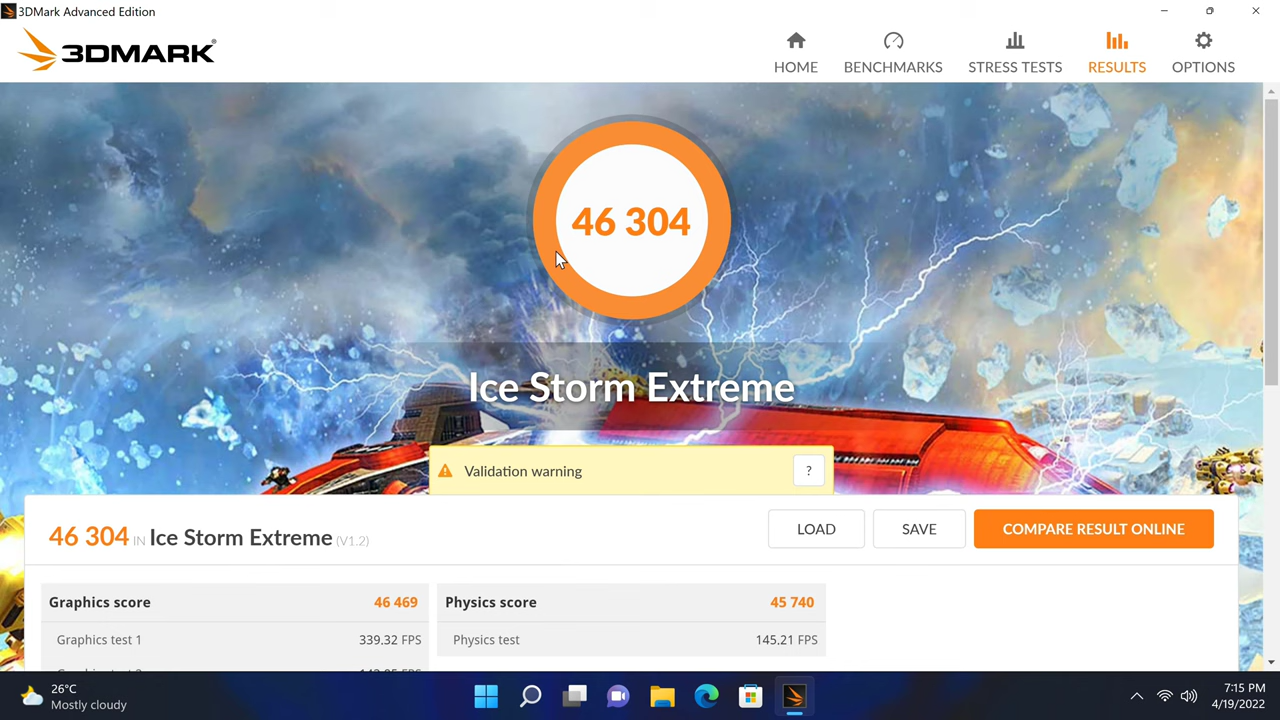 3DMark Advanced Edition
3DMARK®
HOME
BENCHMARKS
STRESS TESTS
RESULTS
OPTIONS
46 304
Ice Storm Extreme
Validation warning
?
46 304 IN Ice Storm Extreme (V1.2)
LOAD
SAVE
COMPARE RESULT ONLINE
Graphics score 46 469
Graphics test 1 339.32 FPS
Physics score 45 740
Physics test 145.21 FPS
26°C
Mostly cloudy
7:15 PM
4/19/2022